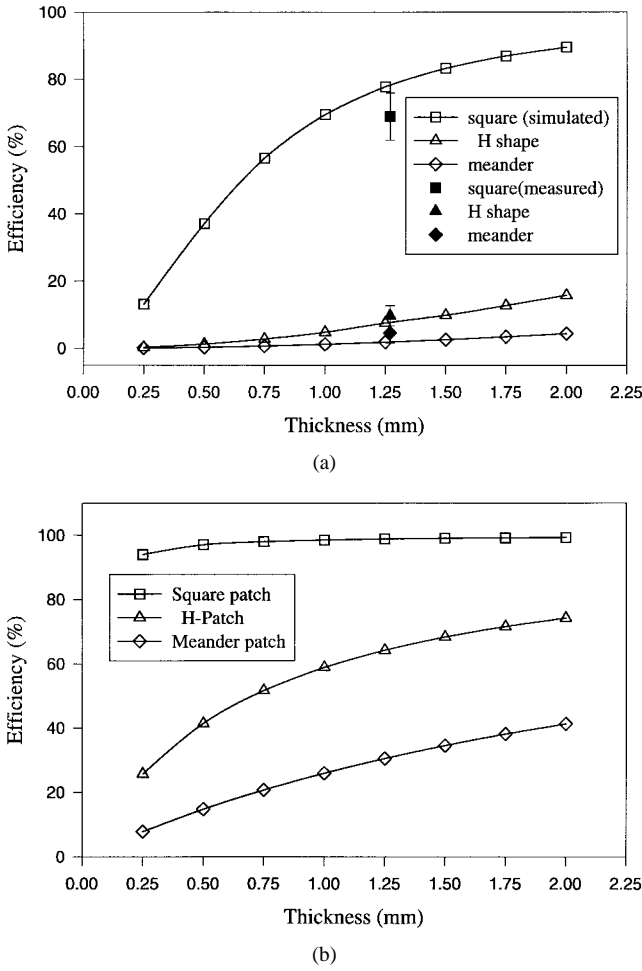 (a)
100
80
60
40
20
0
Efficiency (%)
square (simulated)
H shape
meander
square(measured)
H shape
meander
0.00 0.25 0.50 0.75 1.00 1.25 1.50 1.75 2.00 2.25
Thickness (mm)
(a)
100
80
60
40
20
0
Efficiency (%)
Square patch
H-Patch
Meander patch
0.00 0.25 0.50 0.75 1.00 1.25 1.50 1.75 2.00 2.25
Thickness (mm)
(b)